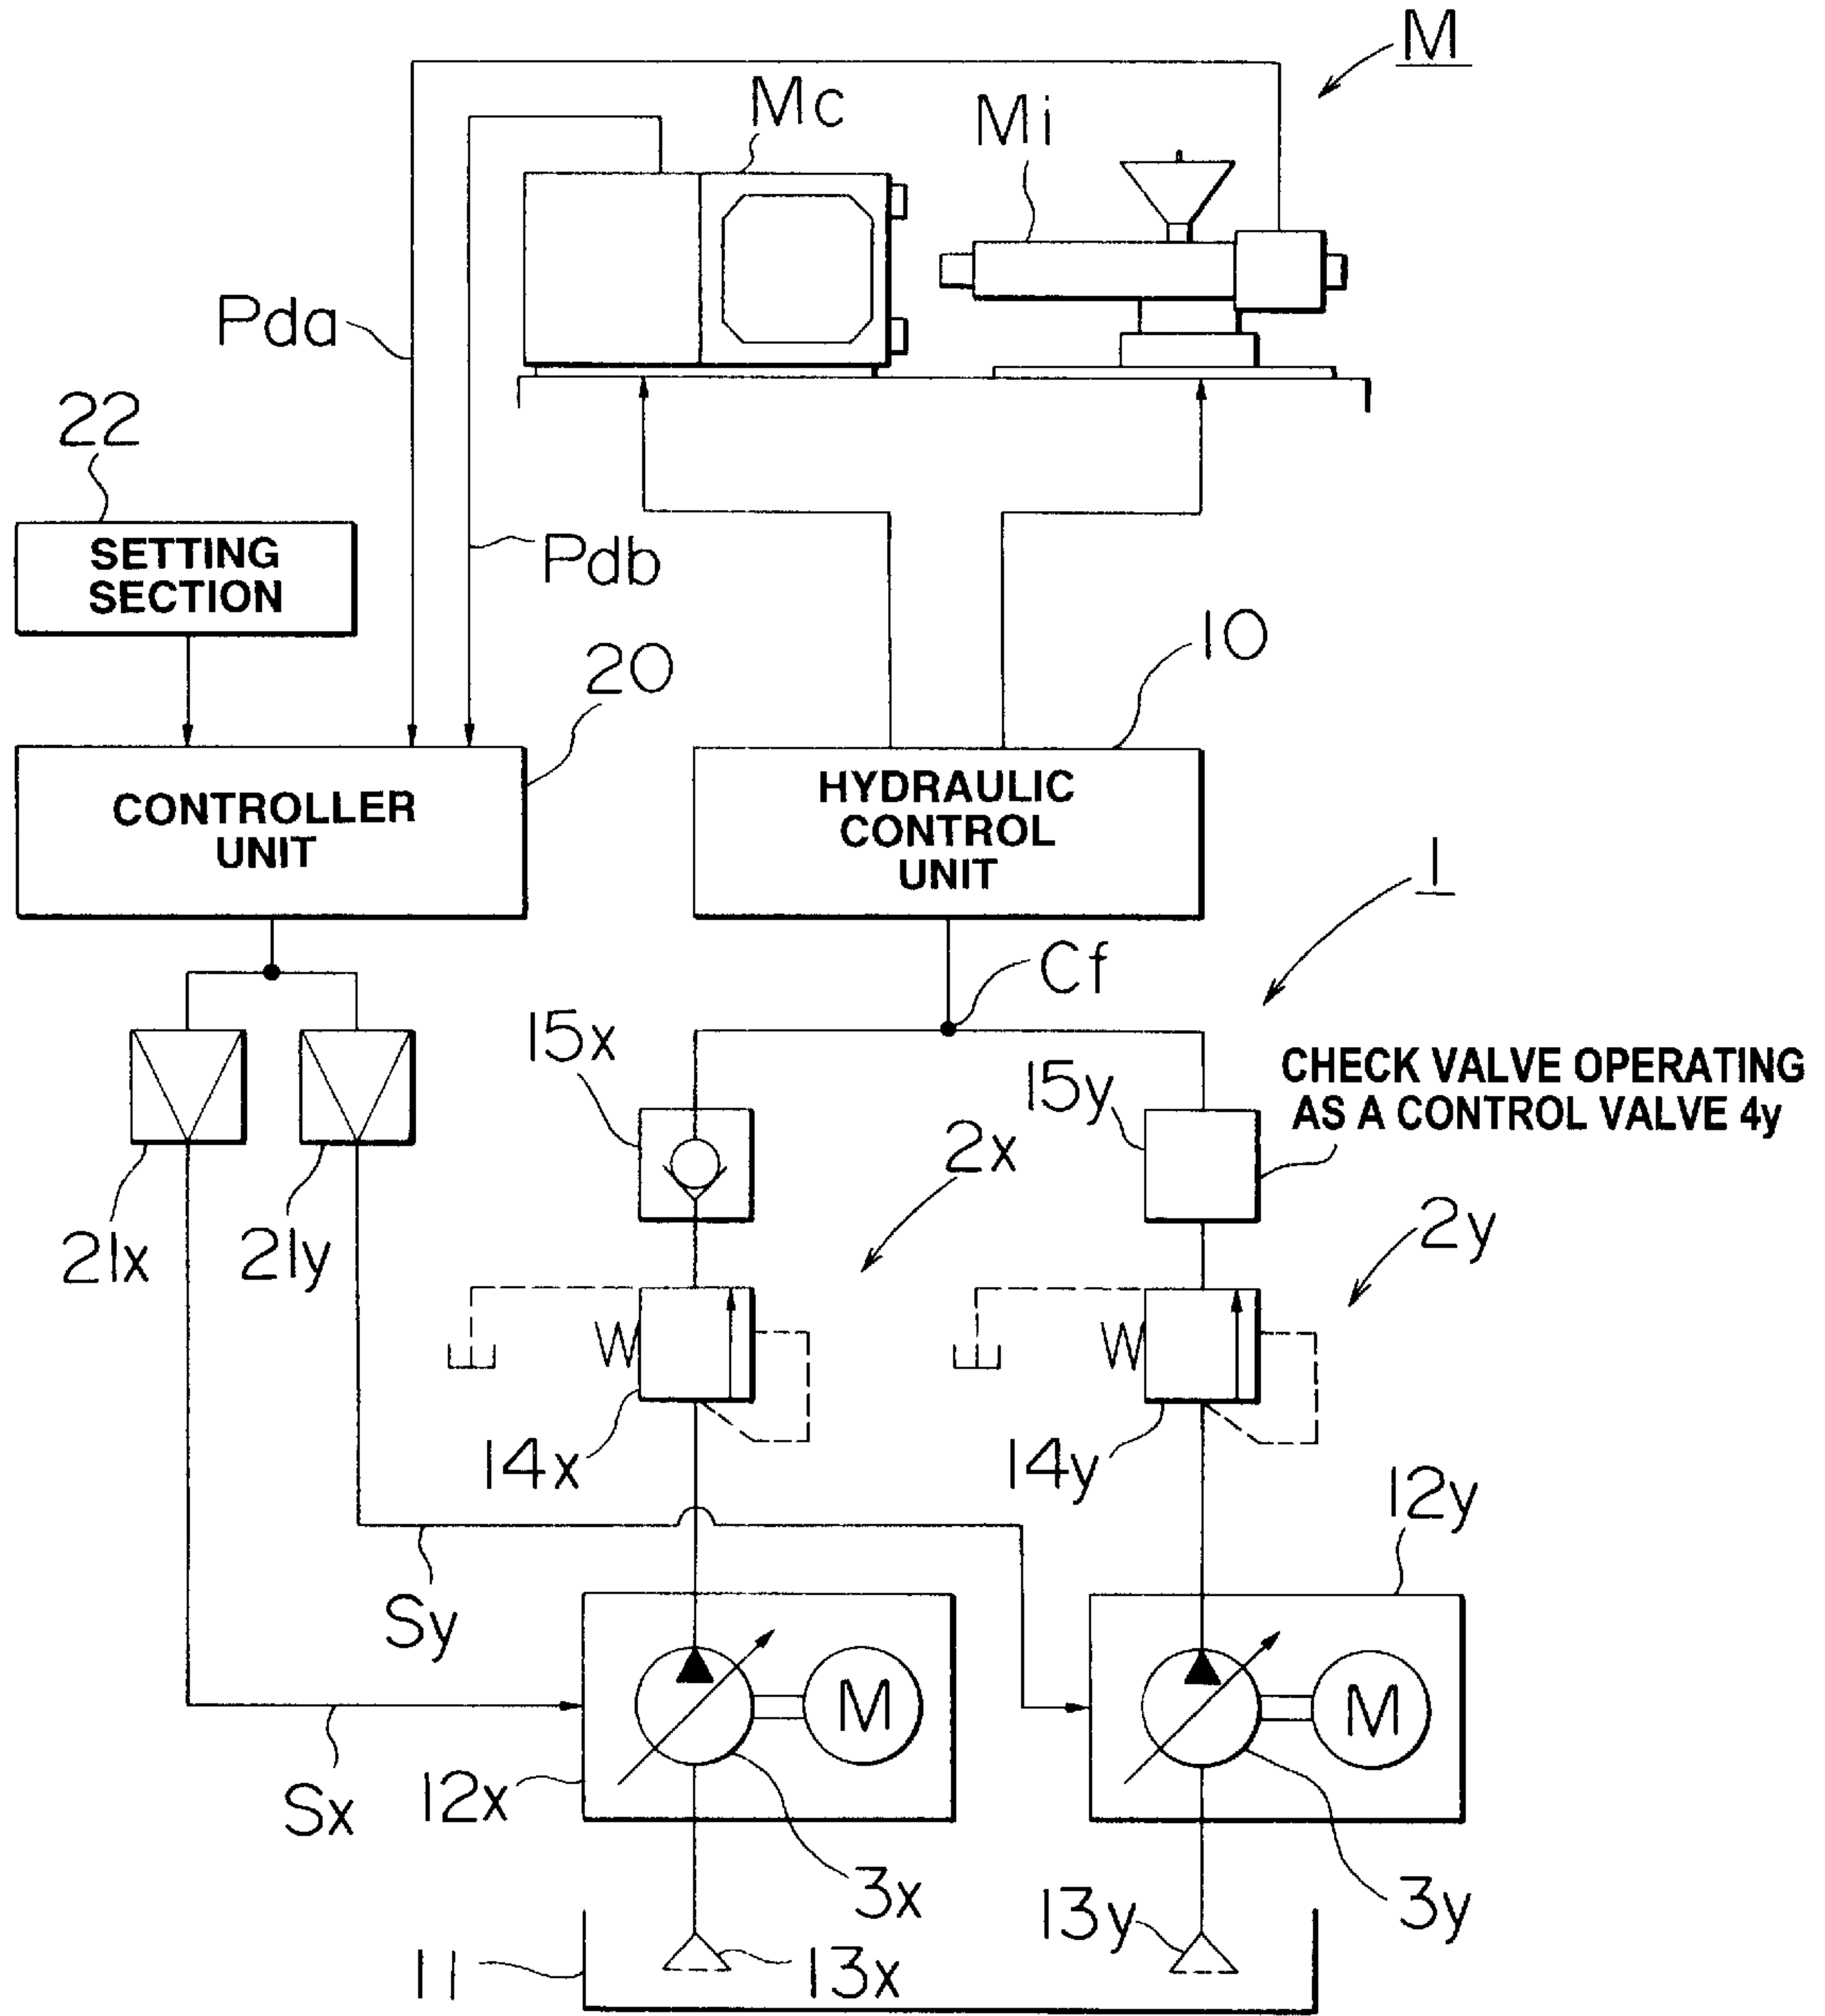 M
Mc
Mi
Pda
22
SETTING
SECTION
Pdb
20
10
CONTROLLER
UNIT
HYDRAULIC
CONTROL
UNIT
1
Cf
15x
15y
CHECK VALVE OPERATING
AS A CONTROL VALVE 4y
2x
2y
21x
21y
W
W
14x
14y
12y
Sy
M
M
12x
Sx
3x
3y
13y
13x
11